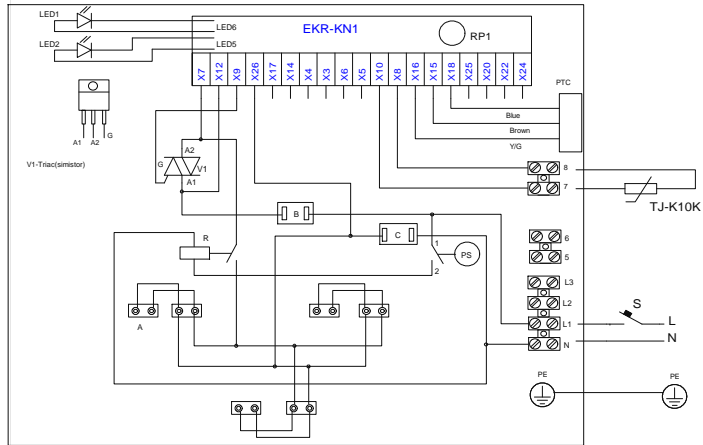 LED1
LED6
LED2
LED5
EKR-KN1
RP1
X7 X12 X9 X26 X17 X14 X4 X3 X6 X5 X10 X8 X16 X15 X18 X25 X20 X22 X24
PTC
Blue
Brown
Y/G
A1 A2 G
V1-Triac(simistor)
A2
G
V1
A1
8
7
TJ-K10K
B
C
R
1
PS
2
6
5
L3
L2
L1
S
L
N
N
A
PE
PE